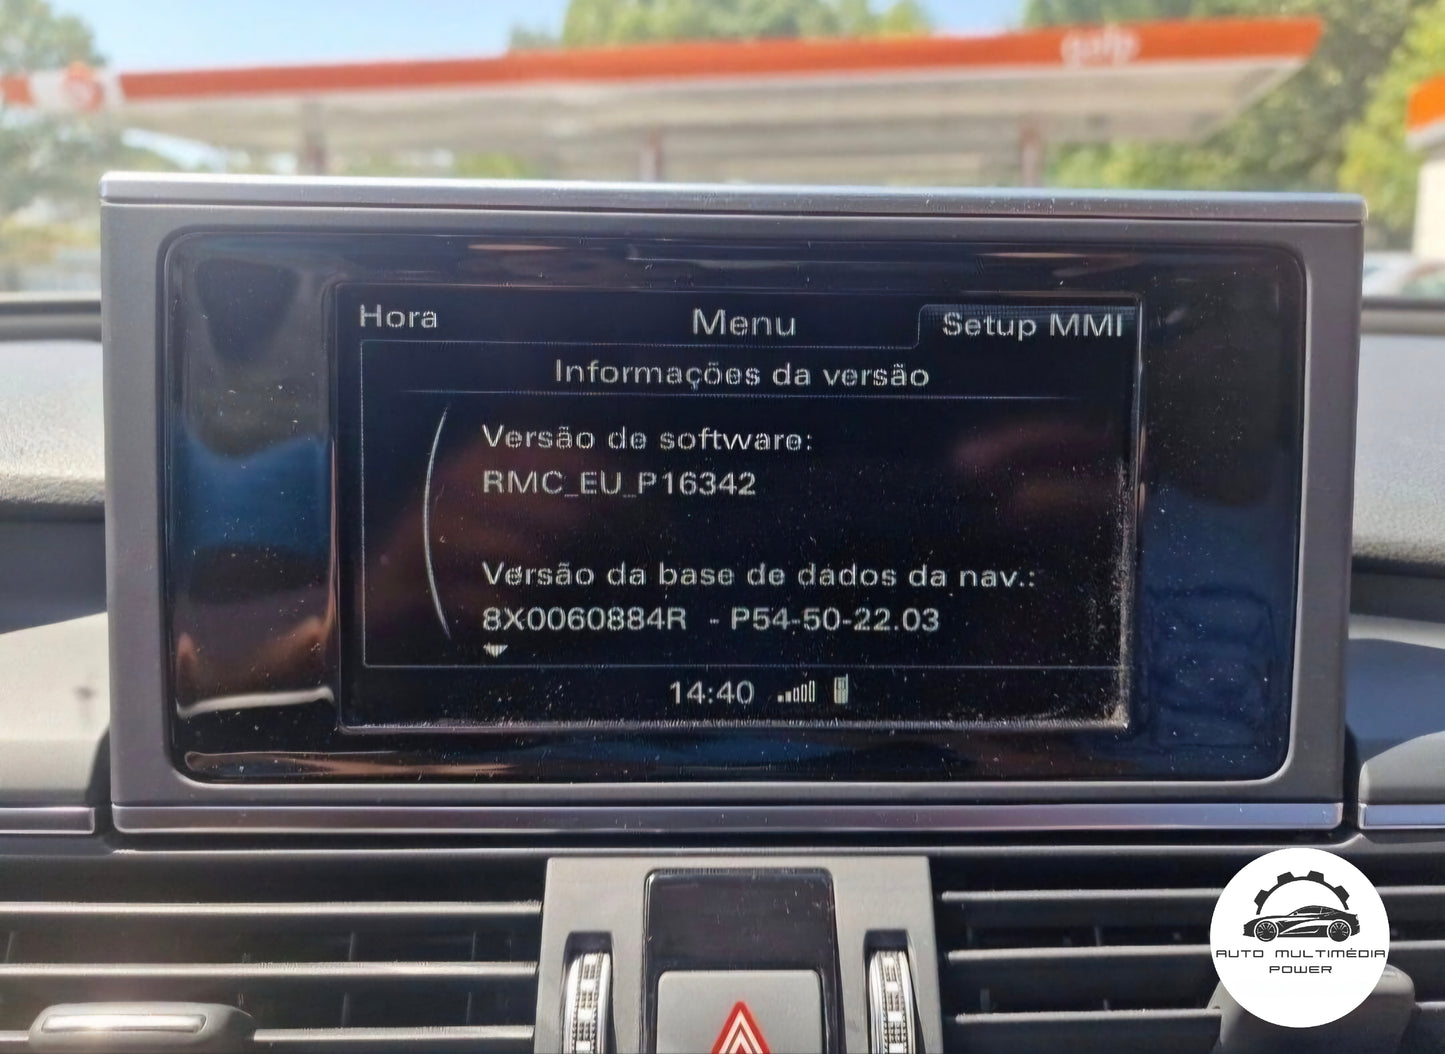 galp
Hora
Menu
Setup MMI
Informações da versão
Versão de software:
RMC_EU_P16342
Versão da base de dados da nav.:
8X0060884R - P54-50-22.03
14:40
AUTO MULTIMÉDIA
POWER